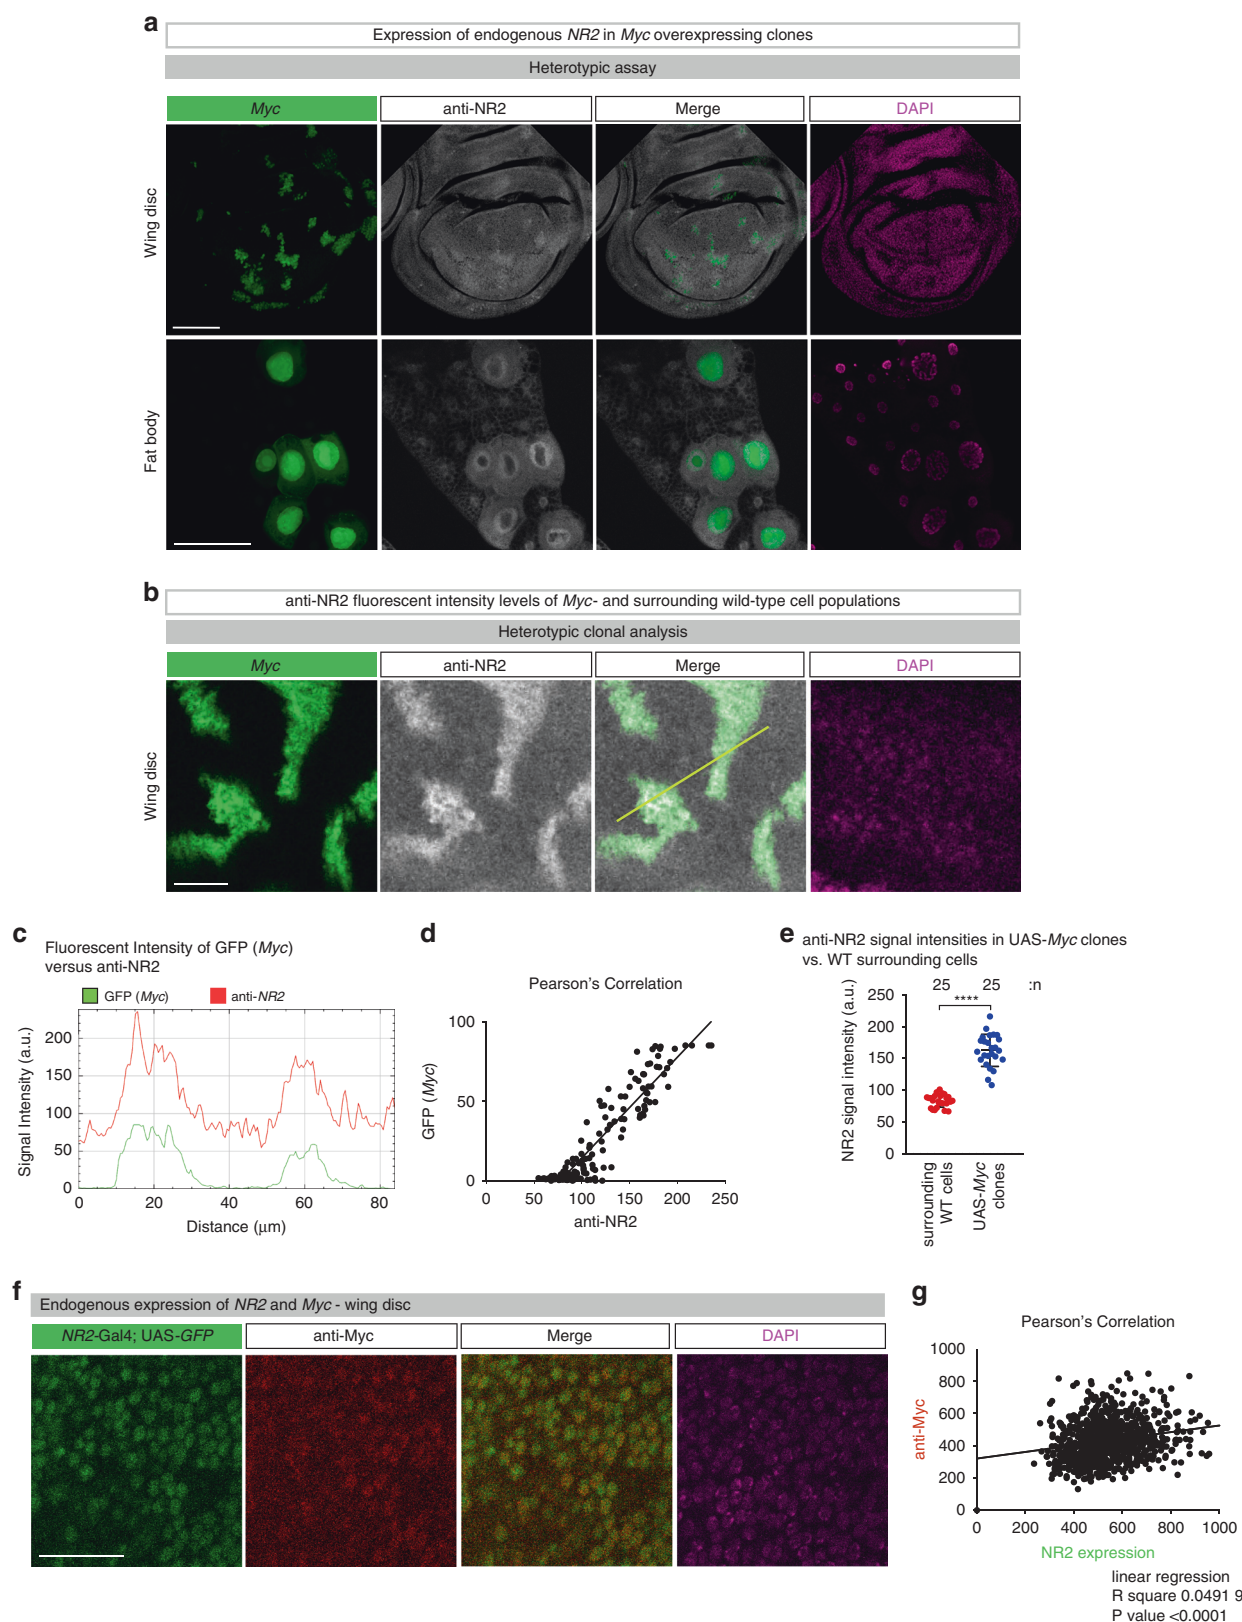 a
Expression of endogenous NR2 in Myc overexpressing clones
Heterotypic assay
Myc
anti-NR2
Merge
DAPI
Wing disc
Fat body
b
anti-NR2 fluorescent intensity levels of Myc- and surrounding wild-type cell populations
Heterotypic clonal analysis
Myc
anti-NR2
Merge
DAPI
Wing disc
c
Fluorescent Intensity of GFP (Myc)
versus anti-NR2
GFP (Myc)
anti-NR2
Signal Intensity (a.u.)
200
150
100
50
0
0
20
40
60
80
Distance (μm)
d
Pearson's Correlation
GFP (Myc)
100
50
0
0
50
100
150
200
250
anti-NR2
e
anti-NR2 signal intensities in UAS-Myc clones
vs. WT surrounding cells
25
25
:n
****
NR2 signal intensity (a.u.)
250
200
150
100
50
0
surrounding
WT cells
UAS-Myc
clones
f
Endogenous expression of NR2 and Myc - wing disc
NR2-Gal4; UAS-GFP
anti-Myc
Merge
DAPI
g
Pearson's Correlation
anti-Myc
1000
800
600
400
200
0
0
200
400
600
800
1000
NR2 expression
linear regression
R square 0.0491 9
P value <0.0001